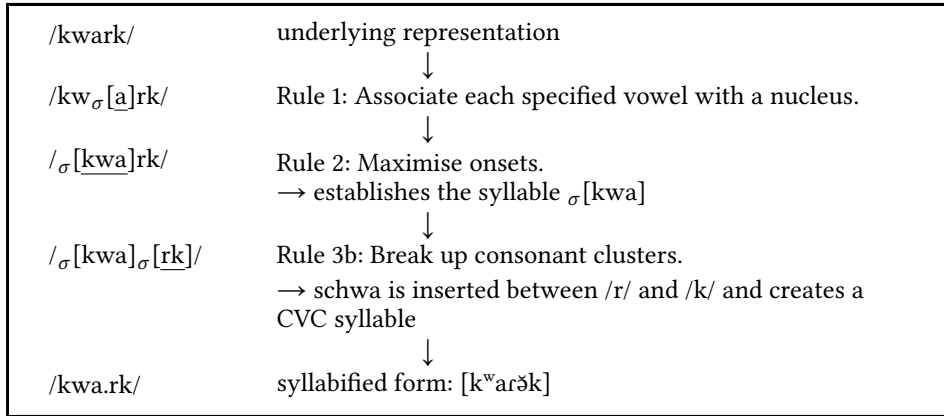 /kwark/ underlying representation
↓
/kwσ[a]rk/ Rule 1: Associate each specified vowel with a nucleus.
↓
/σ[kwa]rk/ Rule 2: Maximise onsets.
→ establishes the syllable σ[kwa]
↓
/σ[kwa]σ[rk]/ Rule 3b: Break up consonant clusters.
→ schwa is inserted between /r/ and /k/ and creates a
CVC syllable
↓
/kwa.rk/ syllabified form: [kʷaɾə̆k]